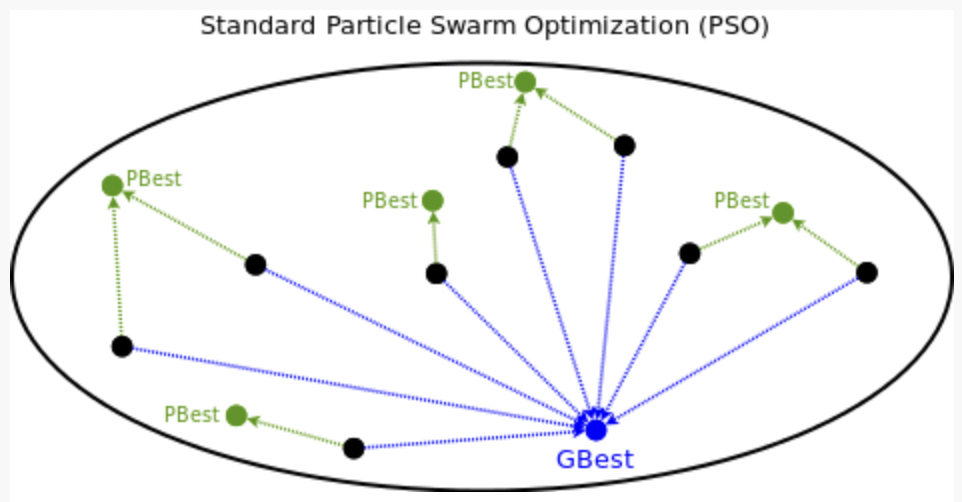 Standard Particle Swarm Optimization (PSO)
PBest
PBest
PBest
PBest
PBest
GBest